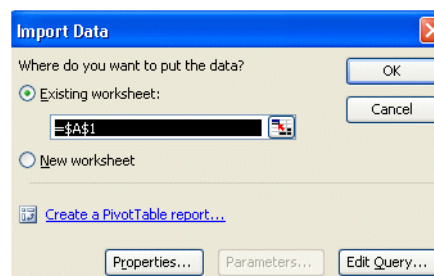 Import Data
Where do you want to put the data?
OK
Existing worksheet:
Cancel
=$A$1
New worksheet
Create a PivotTable report...
Properties...
Parameters...
Edit Query...